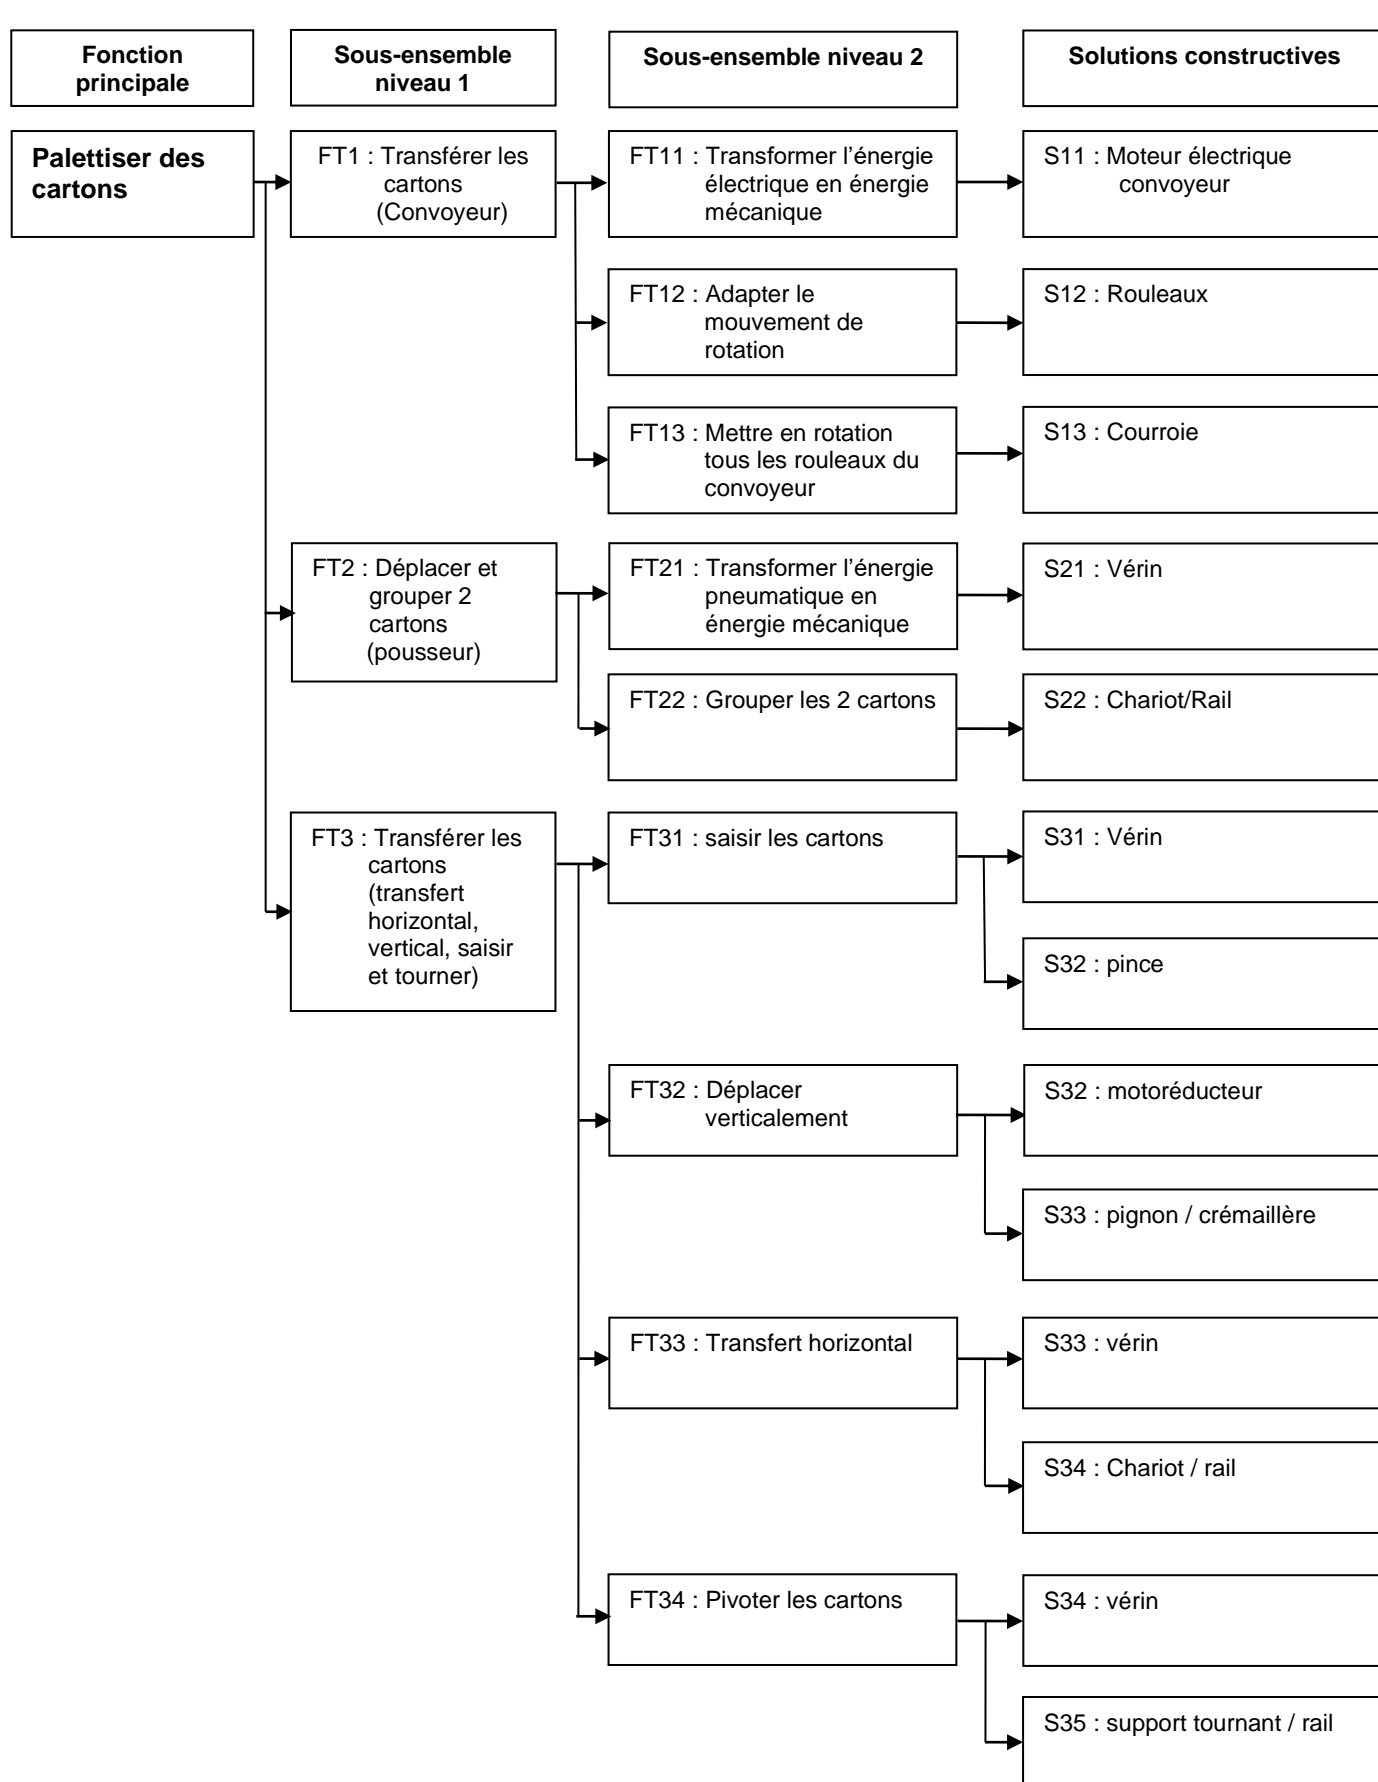 Fonction
principale
Sous-ensemble
niveau 1
Sous-ensemble niveau 2
Solutions constructives
Palettiser des
cartons
FT1 : Transférer les
cartons
(Convoyeur)
FT11 : Transformer l’énergie
électrique en énergie
mécanique
S11 : Moteur électrique
convoyeur
FT12 : Adapter le
mouvement de
rotation
S12 : Rouleaux
FT13 : Mettre en rotation
tous les rouleaux du
convoyeur
S13 : Courroie
FT2 : Déplacer et
grouper 2
cartons
(pousseur)
FT21 : Transformer l’énergie
pneumatique en
énergie mécanique
S21 : Vérin
FT22 : Grouper les 2 cartons
S22 : Chariot/Rail
FT3 : Transférer les
cartons
(transfert
horizontal,
vertical, saisir
et tourner)
FT31 : saisir les cartons
S31 : Vérin
S32 : pince
FT32 : Déplacer
verticalement
S32 : motoréducteur
S33 : pignon / crémaillère
FT33 : Transfert horizontal
S33 : vérin
S34 : Chariot / rail
FT34 : Pivoter les cartons
S34 : vérin
S35 : support tournant / rail